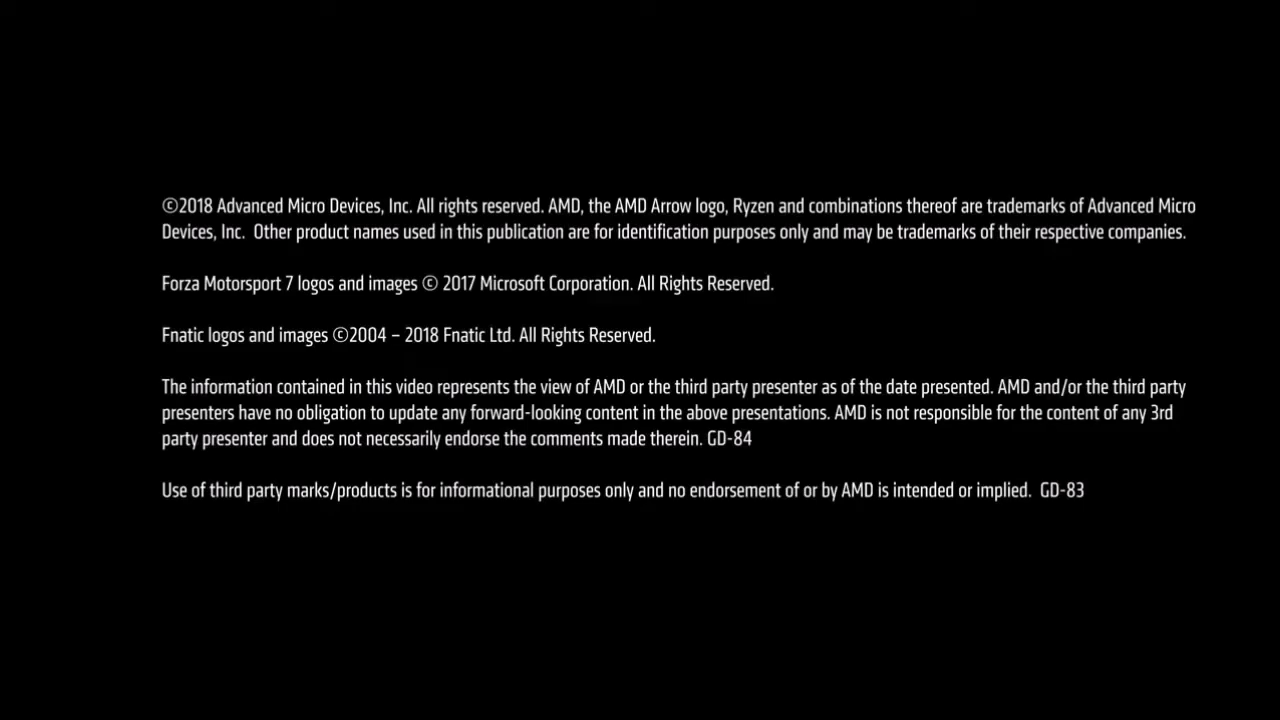 ©2018 Advanced Micro Devices, Inc. All rights reserved. AMD, the AMD Arrow logo, Ryzen and combinations thereof are trademarks of Advanced Micro
Devices, Inc.  Other product names used in this publication are for identification purposes only and may be trademarks of their respective companies.
Forza Motorsport 7 logos and images © 2017 Microsoft Corporation. All Rights Reserved.
Fnatic logos and images ©2004 – 2018 Fnatic Ltd. All Rights Reserved.
The information contained in this video represents the view of AMD or the third party presenter as of the date presented. AMD and/or the third party
presenters have no obligation to update any forward-looking content in the above presentations. AMD is not responsible for the content of any 3rd
party presenter and does not necessarily endorse the comments made therein. GD-84
Use of third party marks/products is for informational purposes only and no endorsement of or by AMD is intended or implied.  GD-83